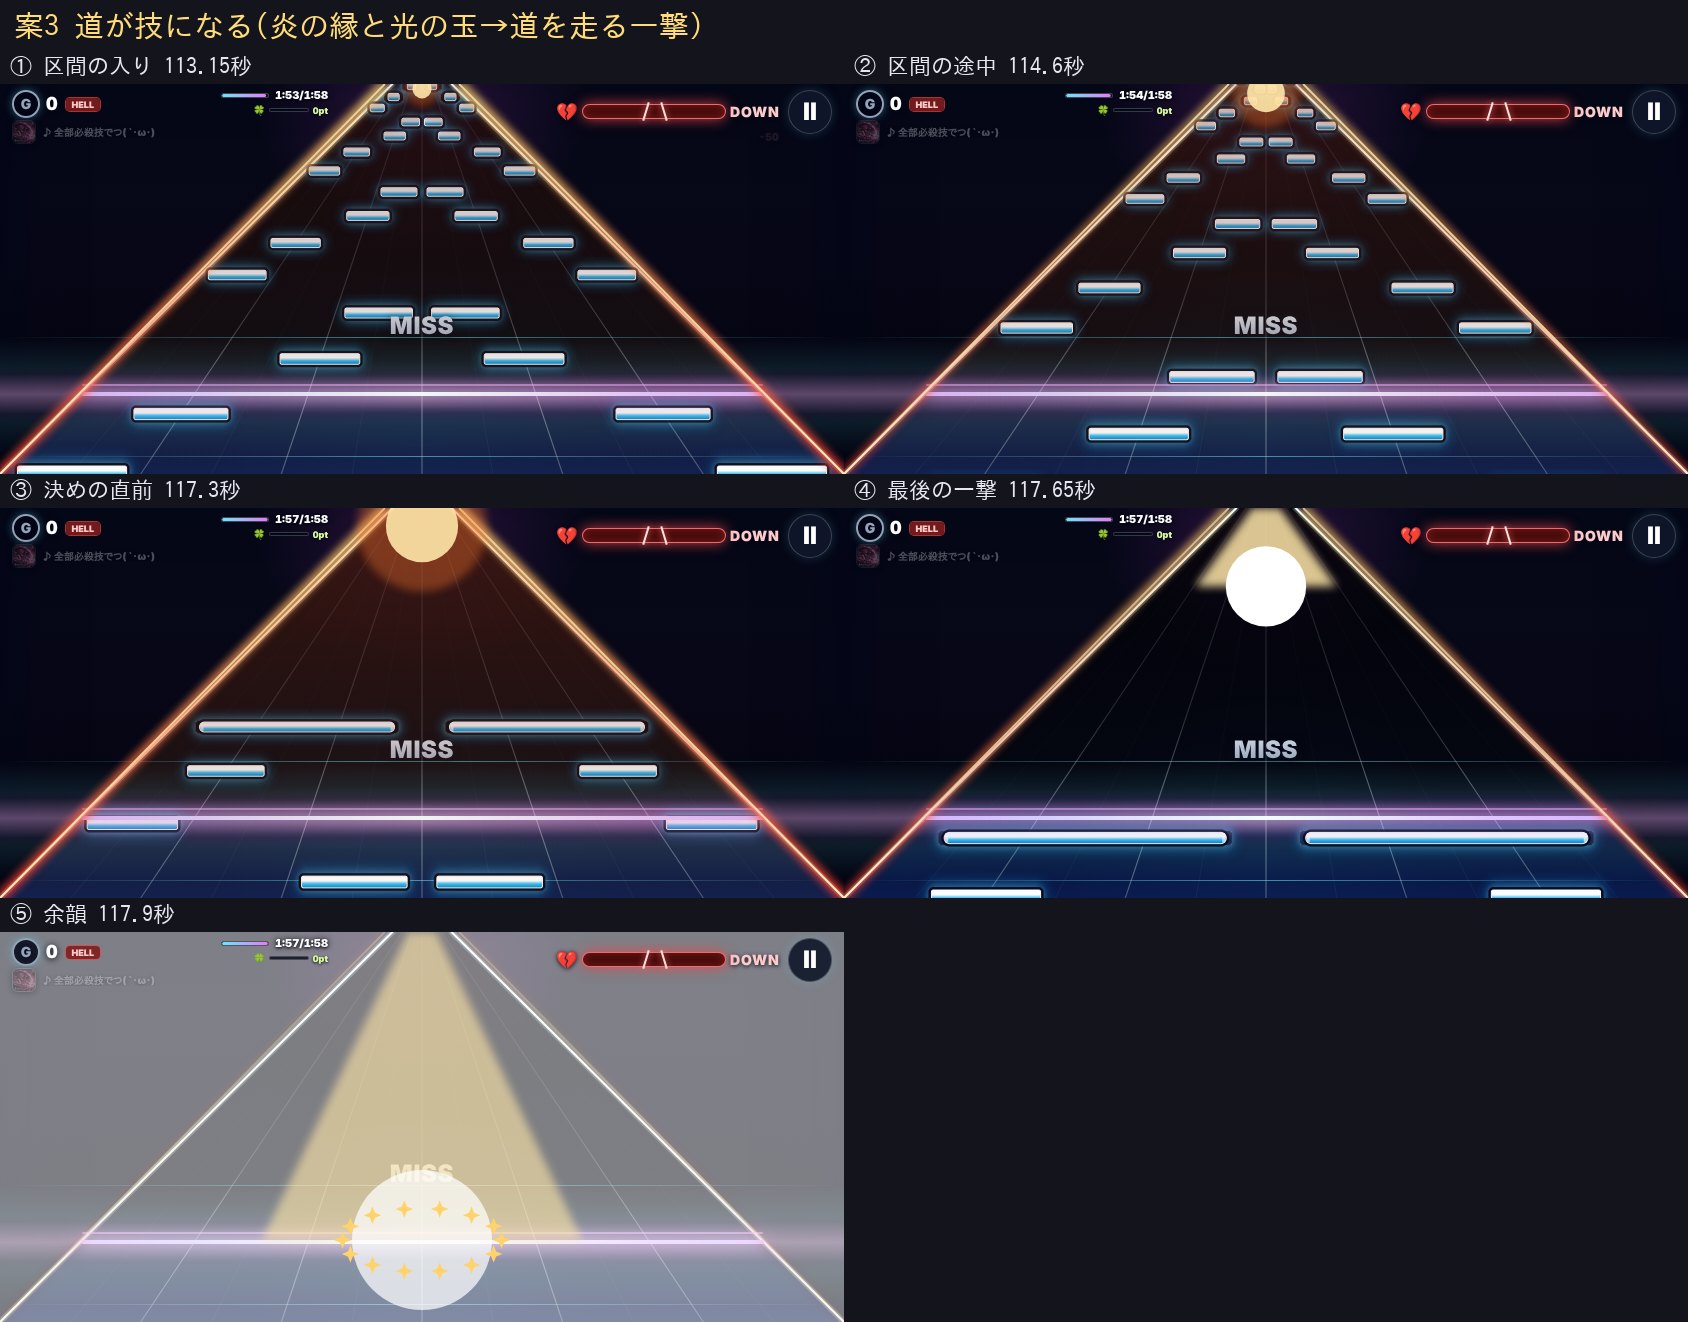 案3 道が技になる(炎の縁と光の玉→道を走る一撃)
① 区間の入り 113.15秒
G 0 HELL 1:53/1:58 DOWN
0pt
♪ 全部必殺技でつ(`･ω･)
-50
MISS
② 区間の途中 114.6秒
G 0 HELL 1:54/1:58 DOWN
0pt
♪ 全部必殺技でつ(`･ω･)
MISS
③ 決めの直前 117.3秒
G 0 HELL 1:57/1:58 DOWN
0pt
♪ 全部必殺技でつ(`･ω･)
MISS
④ 最後の一撃 117.65秒
G 0 HELL 1:57/1:58 DOWN
0pt
♪ 全部必殺技でつ(`･ω･)
MISS
⑤ 余韻 117.9秒
G 0 HELL 1:57/1:58 DOWN
0pt
♪ 全部必殺技でつ(`･ω･)
MISS